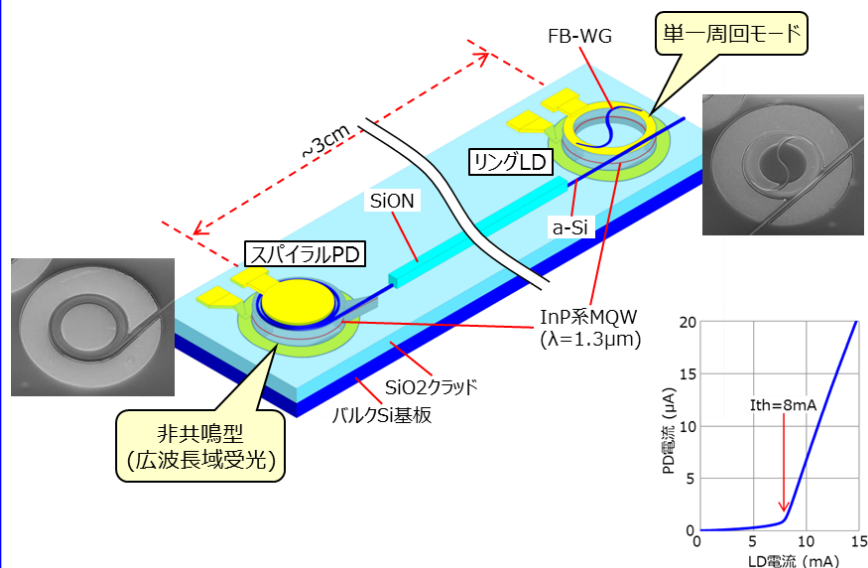 FB-WG
単一周回モード
~3cm
リングLD
SiON
a-Si
スパイラルPD
InP系MQW
(λ=1.3μm)
SiO2クラッド
バルクSi基板
非共鳴型
(広波長域受光)
20
15
10
5
0
PD電流 (μA)
Ith=8mA
0 5 10 15
LD電流 (mA)